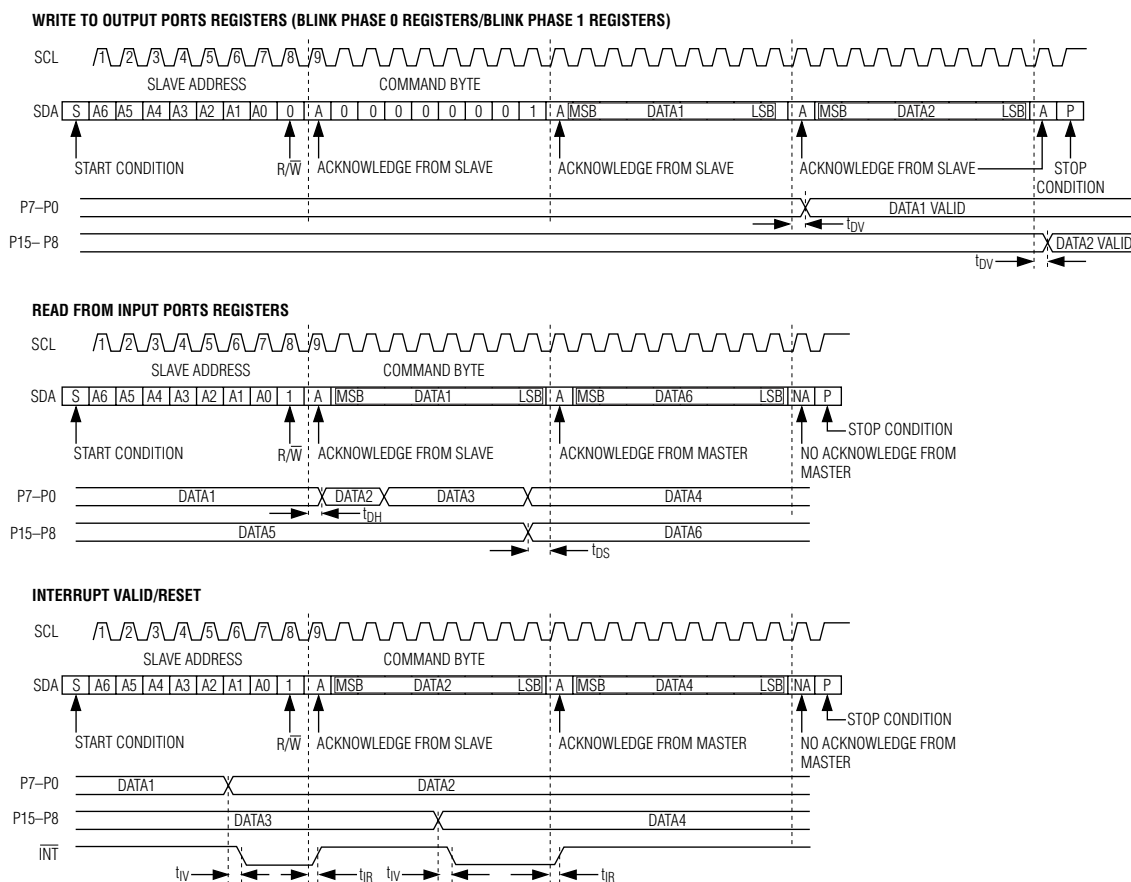 WRITE TO OUTPUT PORTS REGISTERS (BLINK PHASE 0 REGISTERS/BLINK PHASE 1 REGISTERS)
SCL 1 2 3 4 5 6 7 8 9
SLAVE ADDRESS COMMAND BYTE
SDA S A6 A5 A4 A3 A2 A1 A0 0 A 0 0 0 0 0 0 0 1 A MSB DATA1 LSB A MSB DATA2 LSB A P
START CONDITION R/W̅ ACKNOWLEDGE FROM SLAVE ACKNOWLEDGE FROM SLAVE ACKNOWLEDGE FROM SLAVE STOP CONDITION
P7–P0 DATA1 VALID
tDV
P15–P8 DATA2 VALID
tDV
READ FROM INPUT PORTS REGISTERS
SCL 1 2 3 4 5 6 7 8 9
SLAVE ADDRESS COMMAND BYTE
SDA S A6 A5 A4 A3 A2 A1 A0 1 A MSB DATA1 LSB A MSB DATA6 LSB NA P
STOP CONDITION
START CONDITION R/W̅ ACKNOWLEDGE FROM SLAVE ACKNOWLEDGE FROM MASTER NO ACKNOWLEDGE FROM MASTER
P7–P0 DATA1 DATA2 DATA3 DATA4
tDH
P15–P8 DATA5 DATA6
tDS
INTERRUPT VALID/RESET
SCL 1 2 3 4 5 6 7 8 9
SLAVE ADDRESS COMMAND BYTE
SDA S A6 A5 A4 A3 A2 A1 A0 1 A MSB DATA2 LSB A MSB DATA4 LSB NA P
STOP CONDITION
START CONDITION R/W̅ ACKNOWLEDGE FROM SLAVE ACKNOWLEDGE FROM MASTER NO ACKNOWLEDGE FROM MASTER
P7–P0 DATA1 DATA2
P15–P8 DATA3 DATA4
I̅N̅T̅
tIV tIR tIV tIR